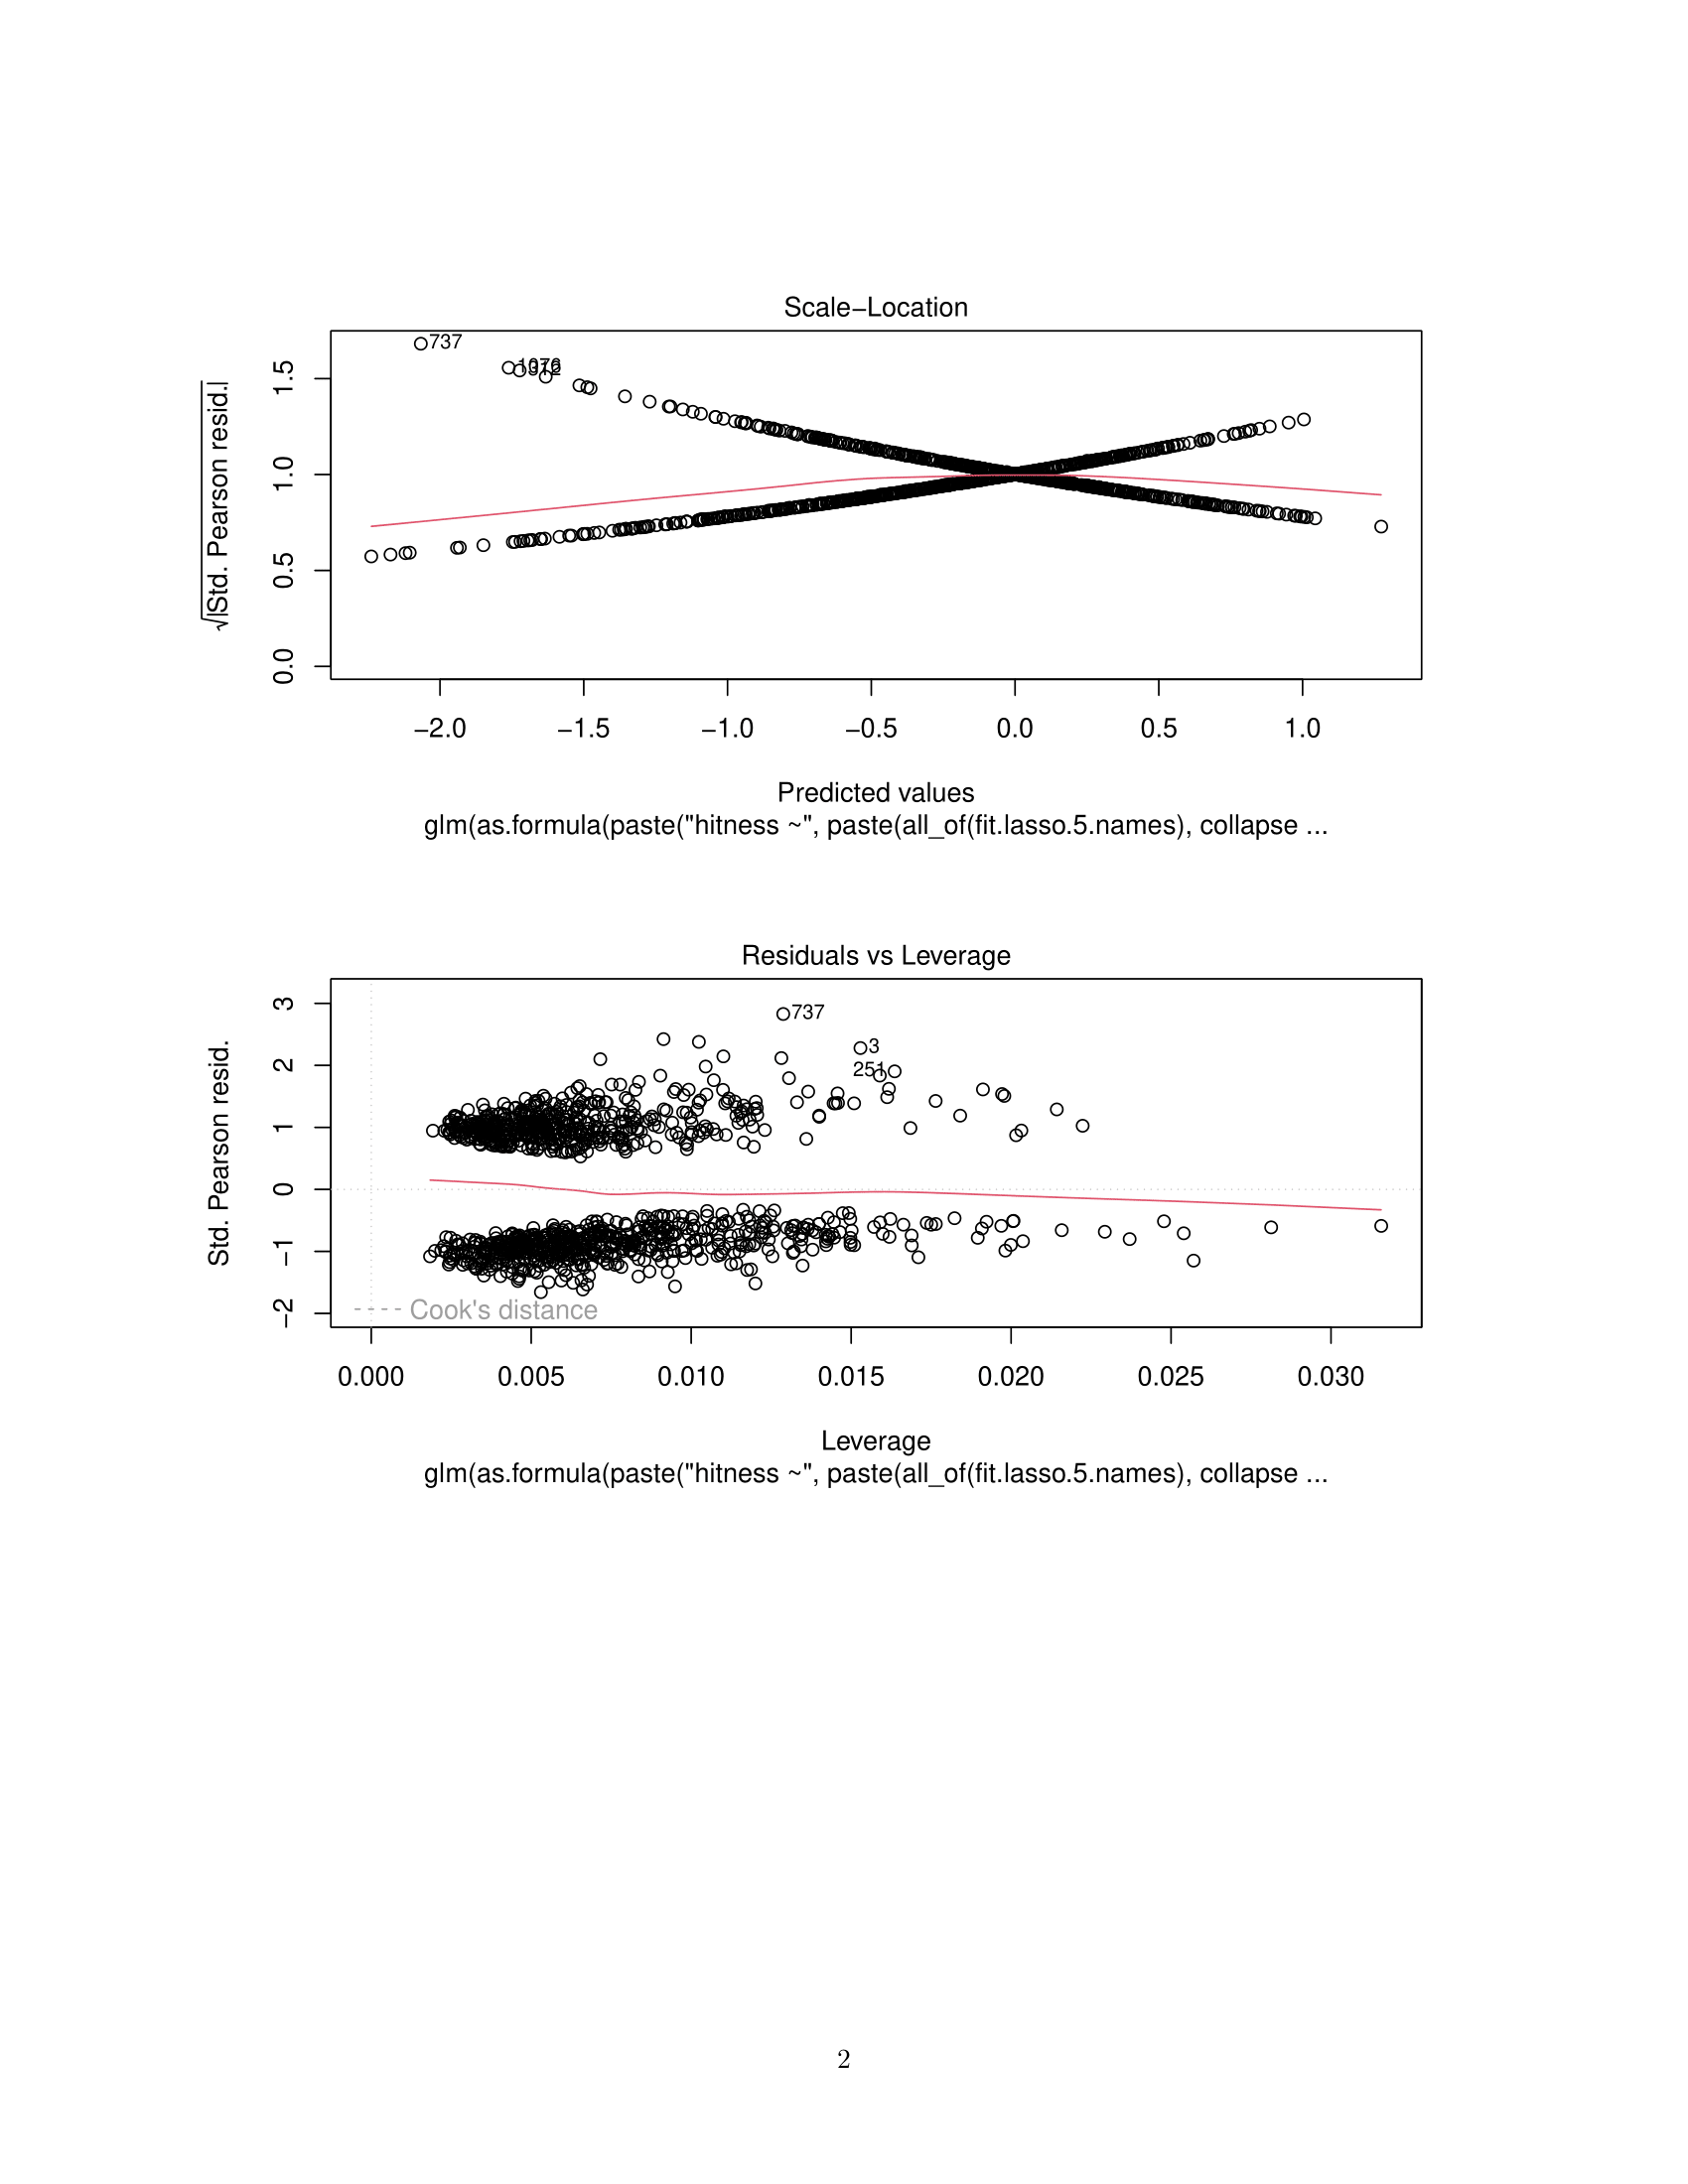 Scale−Location
737
√|Std. Pearson resid.|
0.0 0.5 1.0 1.5
−2.0 −1.5 −1.0 −0.5 0.0 0.5 1.0
Predicted values
glm(as.formula(paste("hitness ~", paste(all_of(fit.lasso.5.names), collapse ...
Residuals vs Leverage
737
3
251
Std. Pearson resid.
−2 −1 0 1 2 3
Cook's distance
0.000 0.005 0.010 0.015 0.020 0.025 0.030
Leverage
glm(as.formula(paste("hitness ~", paste(all_of(fit.lasso.5.names), collapse ...
2